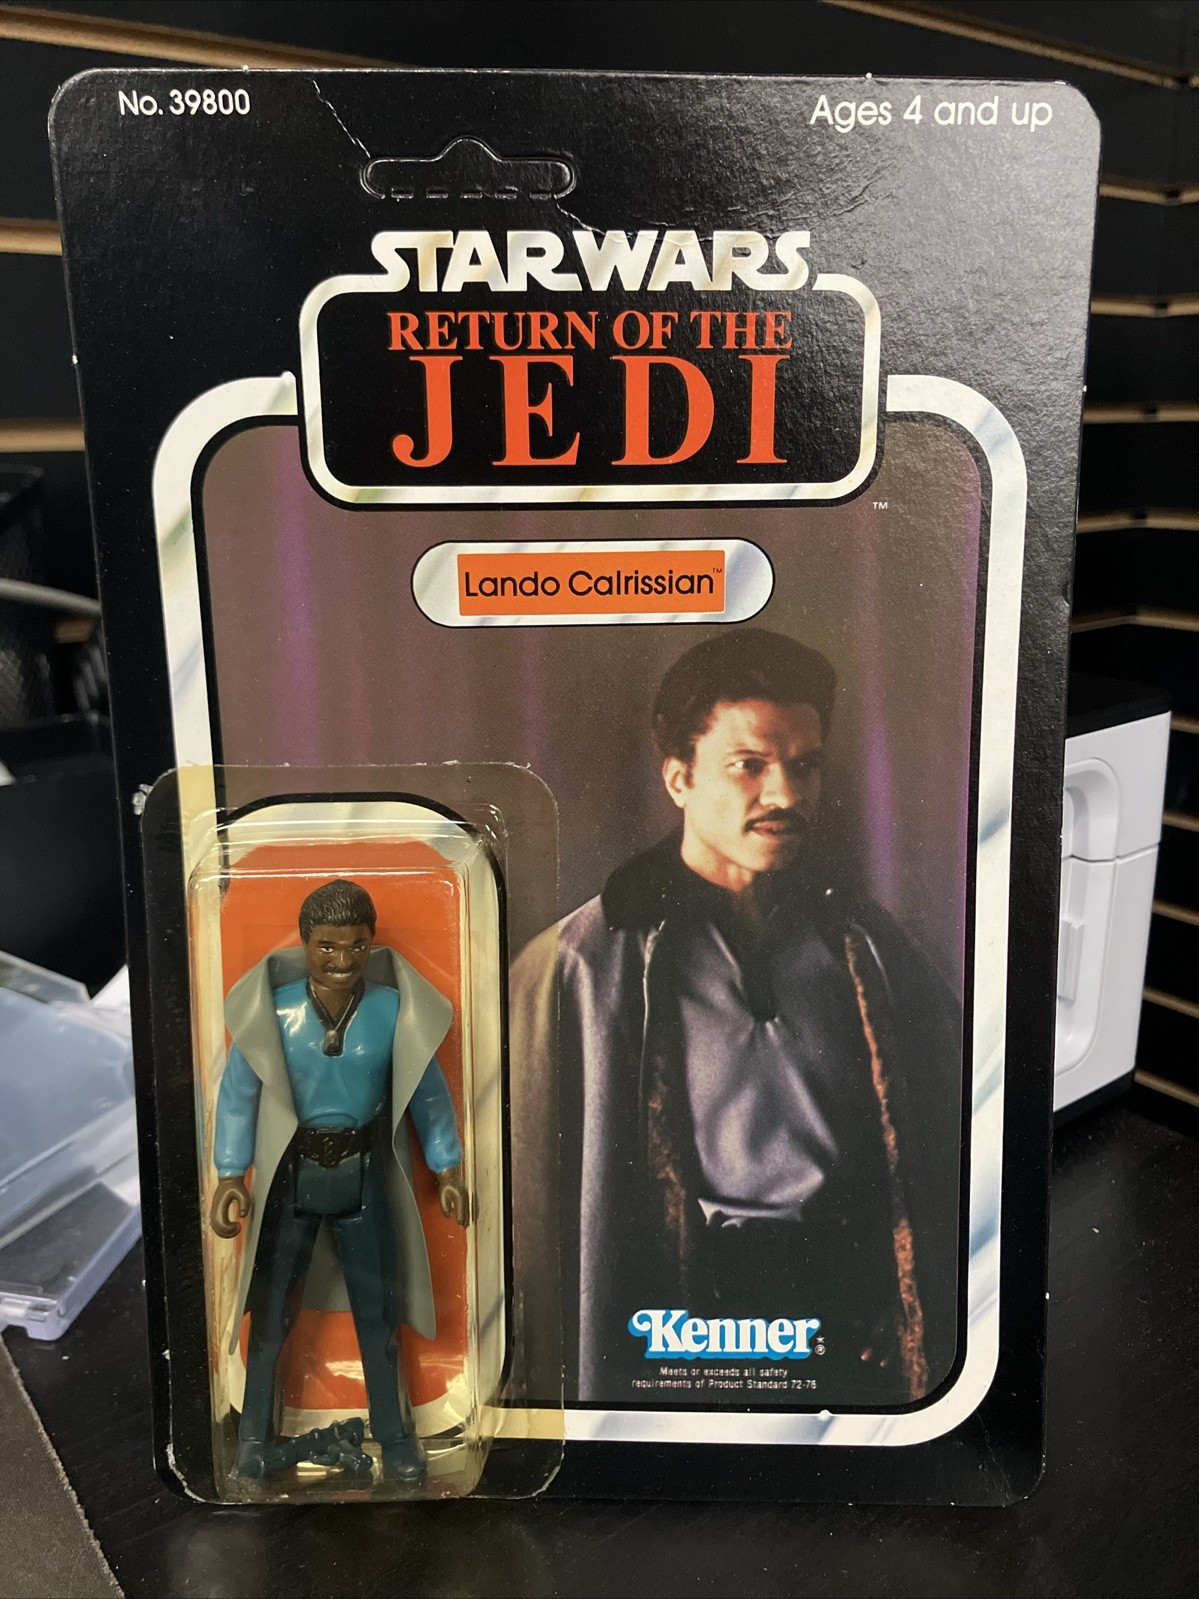 No. 39800
Ages 4 and up
STAR WARS
RETURN OF THE
JEDI
TM
Lando Calrissian™
Kenner®
Meets or exceeds all safety
requirements of Product Standard 72-76